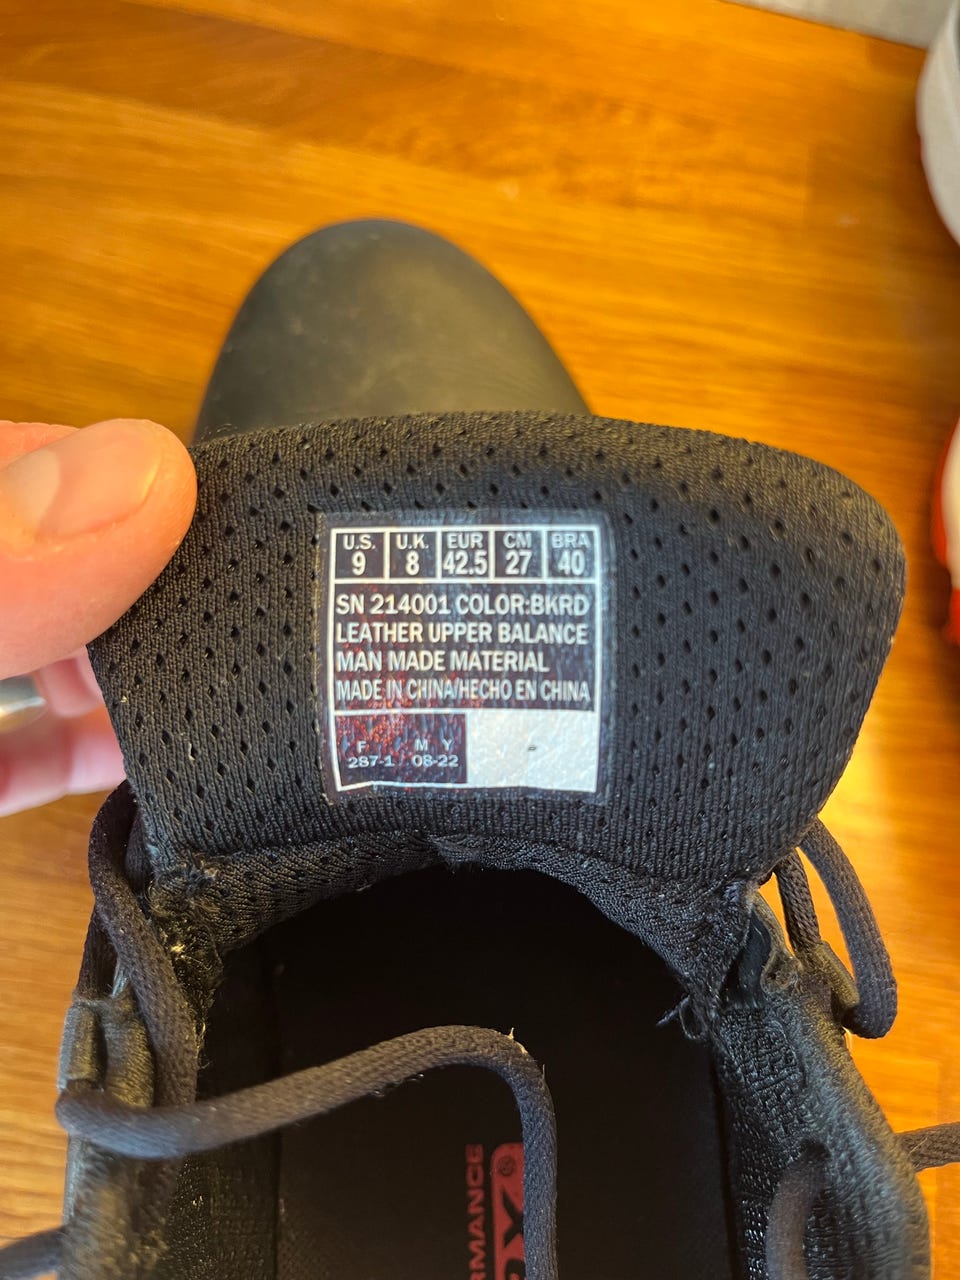 U.S. U.K. EUR CM BRA
9 8 42.5 27 40
SN 214001 COLOR:BKRD
LEATHER UPPER BALANCE
MAN MADE MATERIAL
MADE IN CHINA/HECHO EN CHINA
F M Y
287-1 08-22
RMANCE
®